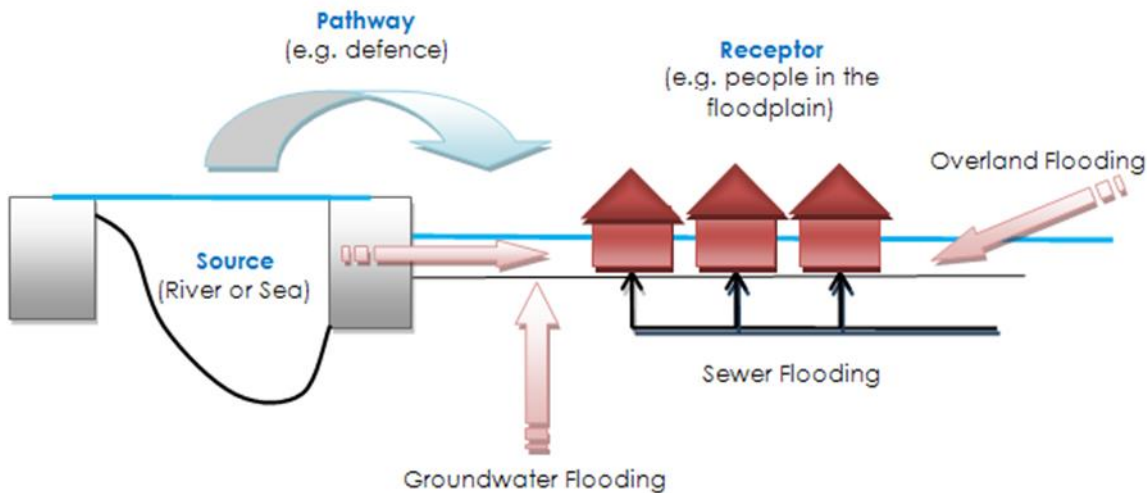 Pathway
(e.g. defence)
Receptor
(e.g. people in the
floodplain)
Overland Flooding
Source
(River or Sea)
Sewer Flooding
Groundwater Flooding